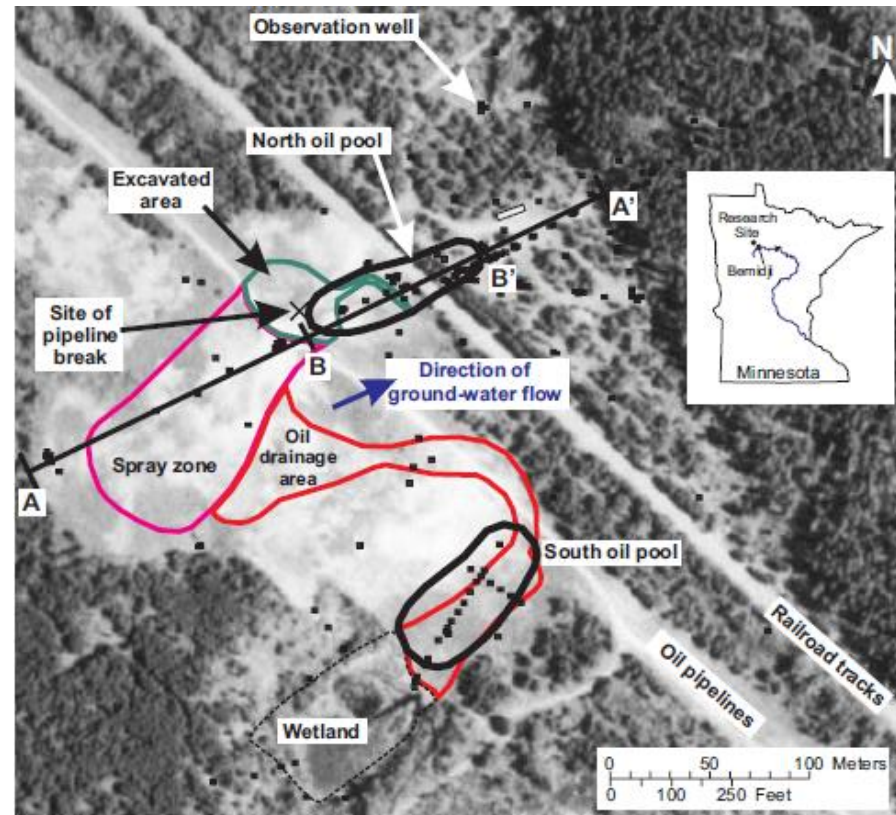 Observation
well
N
North oil pool
Excavated
area
A'
Research
Site
Bemidji
Minnesota
B'
Site of
pipeline
break
B
Direction of
ground-water flow
Oil
drainage
area
Spray zone
A
South oil pool
Railroad tracks
Oil pipelines
Wetland
0 50 100 Meters
0 100 250 Feet